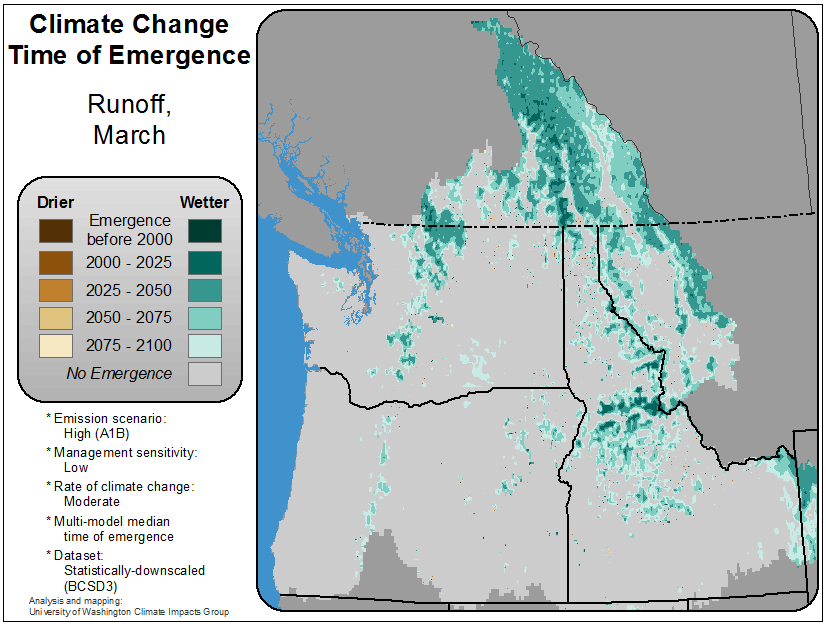 Climate Change
Time of Emergence
Runoff,
March
Drier Wetter
Emergence
before 2000
2000 - 2025
2025 - 2050
2050 - 2075
2075 - 2100
No Emergence
* Emission scenario:
High (A1B)
* Management sensitivity:
Low
* Rate of climate change:
Moderate
* Multi-model median
time of emergence
* Dataset:
Statistically-downscaled
(BCSD3)
Analysis and mapping:
University of Washington Climate Impacts Group